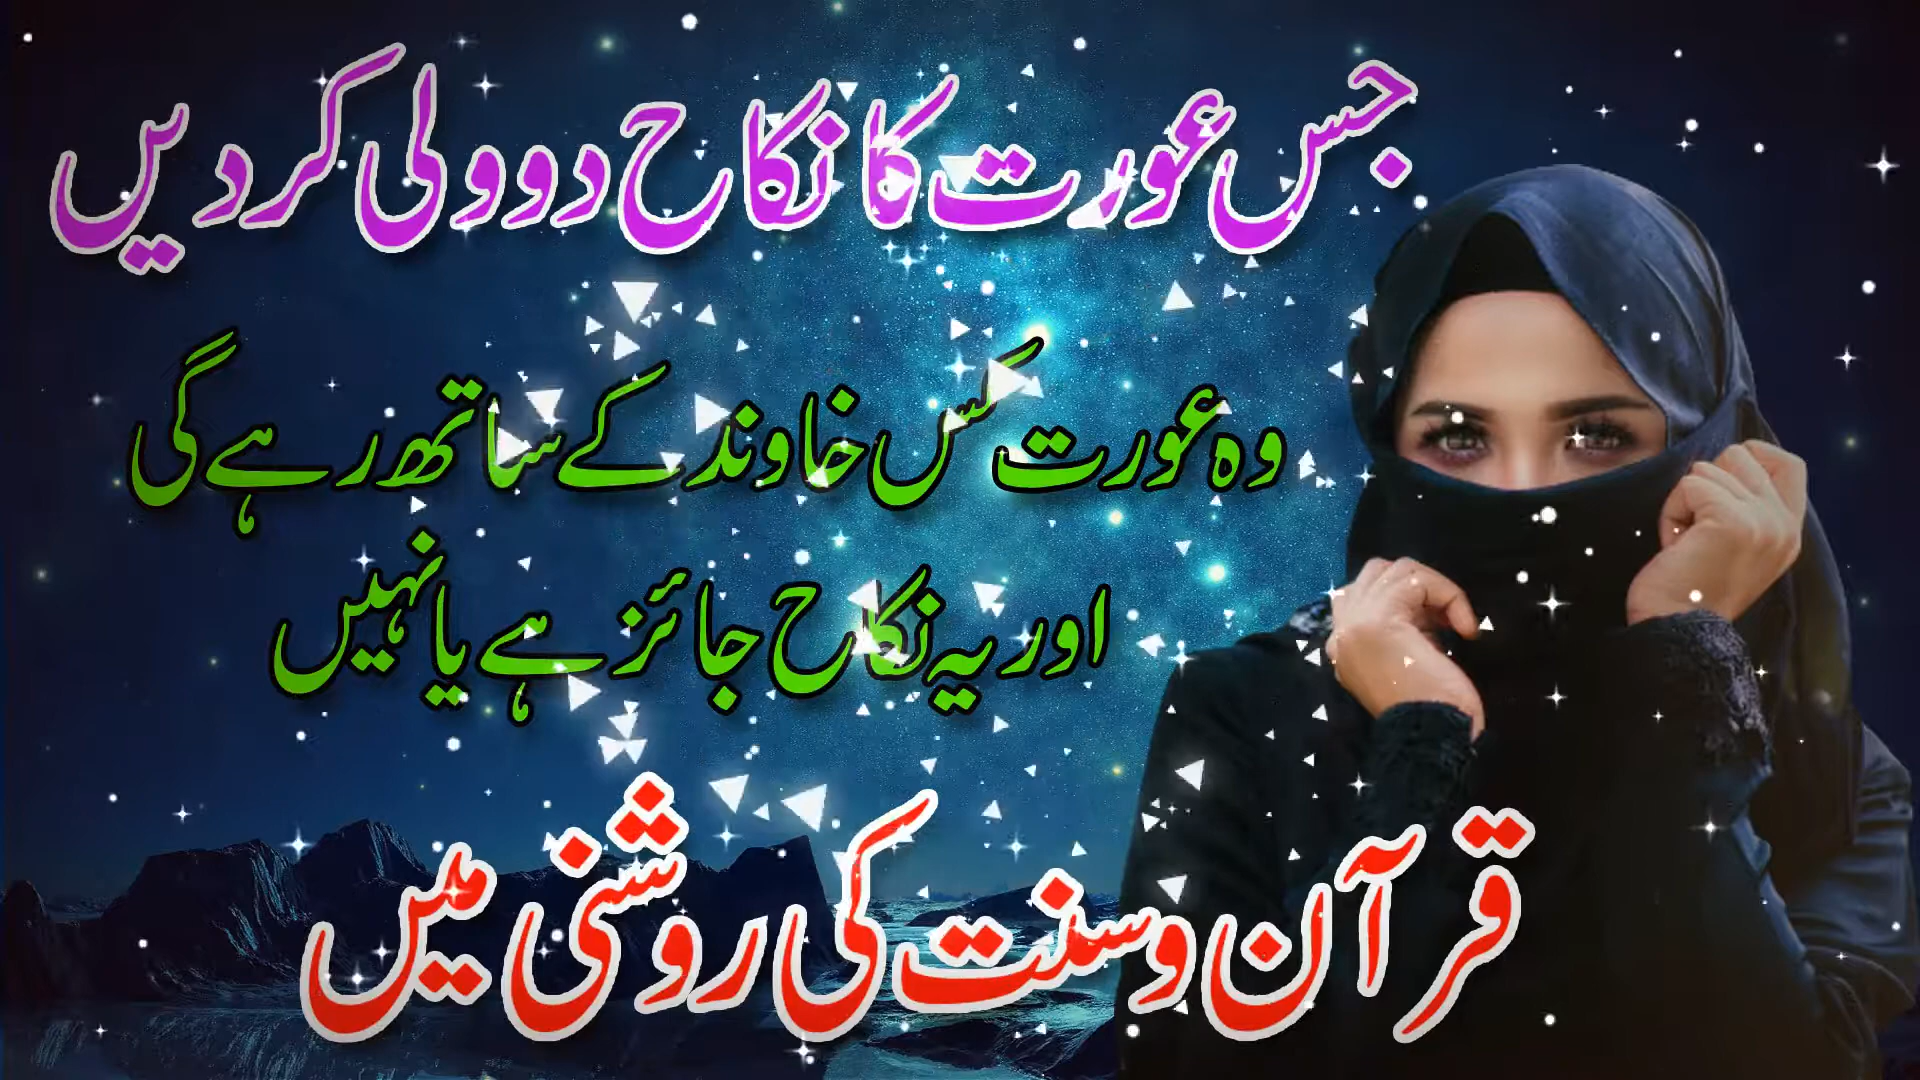 جس عورت کا نکاح دو ولی کر دیں
وہ عورت کس خاوند کے ساتھ رہے گی
اور یہ نکاح جائز ہے یا نہیں
قرآن و سنت کی روشنی میں